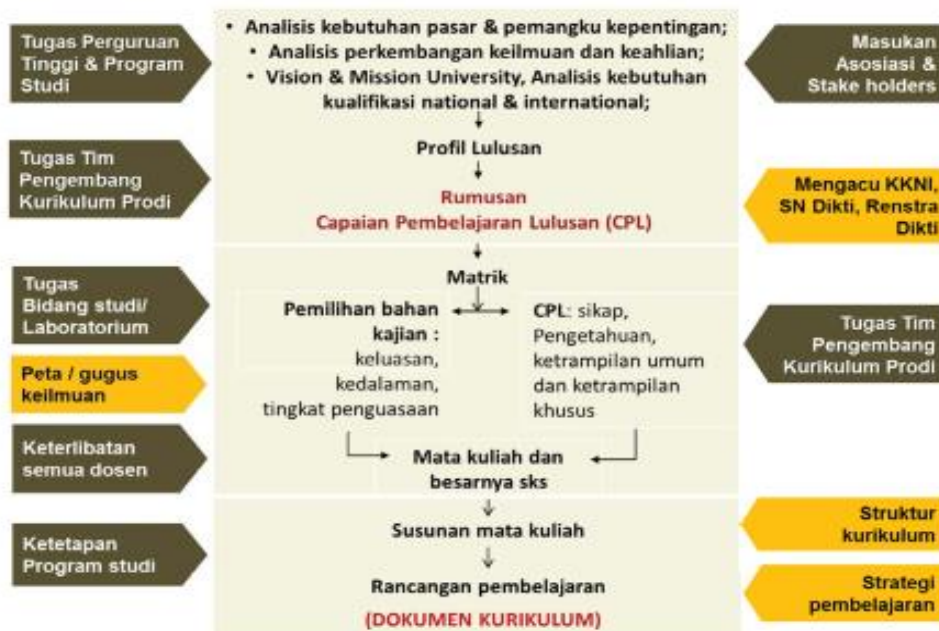 • Analisis kebutuhan pasar & pemangku kepentingan;
• Analisis perkembangan keilmuan dan keahlian;
• Vision & Mission University, Analisis kebutuhan
kualifikasi national & international;
Tugas Perguruan
Tinggi & Program
Studi
Masukan
Asosiasi &
Stake holders
Profil Lulusan
Tugas Tim
Pengembang
Kurikulum Prodi
Rumusan
Capaian Pembelajaran Lulusan (CPL)
Mengacu KKNI,
SN Dikti, Renstra
Dikti
Matrik
Tugas
Bidang studi/
Laboratorium
Pemilihan bahan
kajian :
keluasan,
kedalaman,
tingkat penguasaan
CPL: sikap,
Pengetahuan,
ketrampilan umum
dan ketrampilan
khusus
Tugas Tim
Pengembang
Kurikulum Prodi
Peta / gugus
keilmuan
Keterlibatan
semua dosen
Mata kuliah dan
besarnya sks
Susunan mata kuliah
Struktur
kurikulum
Ketetapan
Program studi
Rancangan pembelajaran
(DOKUMEN KURIKULUM)
Strategi
pembelajaran